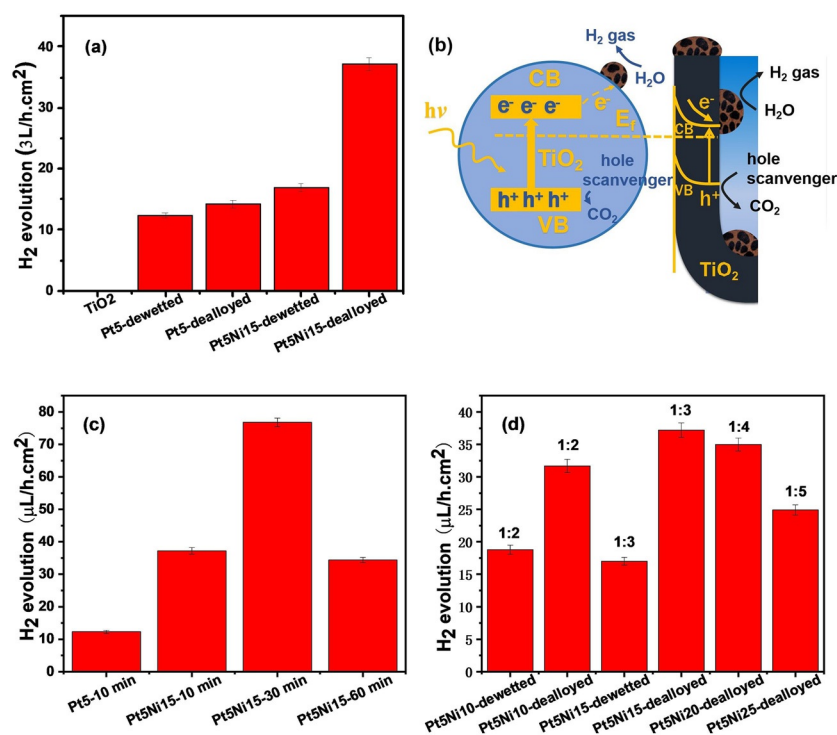 (a)
H2 evolution (3L/h.cm2)
40
35
30
25
20
15
10
5
0
TiO2
Pt5-dewetted
Pt5-dealloyed
Pt5Ni15-dewetted
Pt5Ni15-dealloyed
(b)
H2 gas
H2O
CB
e- e- e-
e-
Ef
hν
TiO2
hole
scanvenger
h+ h+ h+
CO2
VB
H2 gas
e-
H2O
CB
hole
scanvenger
VB
h+
CO2
TiO2
(c)
H2 evolution (μL/h.cm2)
80
70
60
50
40
30
20
10
0
Pt5-10 min
Pt5Ni15-10 min
Pt5Ni15-30 min
Pt5Ni15-60 min
(d)
H2 evolution (μL/h.cm2)
40
35
30
25
20
15
10
5
0
1:2
1:2
1:3
1:3
1:4
1:5
Pt5Ni10-dewetted
Pt5Ni10-dealloyed
Pt5Ni15-dewetted
Pt5Ni15-dealloyed
Pt5Ni20-dealloyed
Pt5Ni25-dealloyed